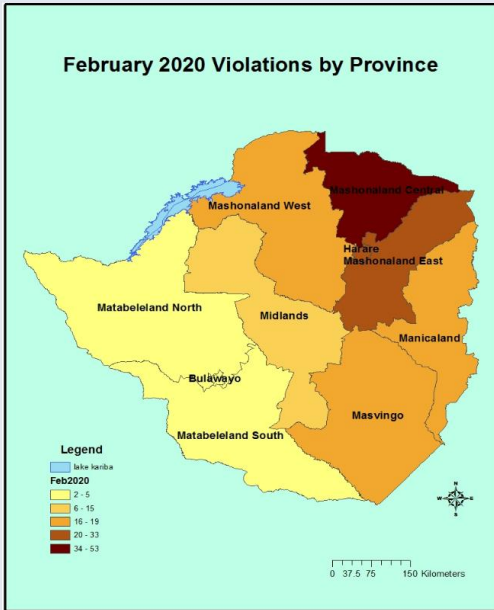 February 2020 Violations by Province
Mashonaland Central
Mashonaland West
Harare
Mashonaland East
Matabeleland North
Midlands
Manicaland
Bulawayo
Masvingo
Matabeleland South
Legend
lake kariba
Feb2020
2 - 5
6 - 15
16 - 19
20 - 33
34 - 53
N
W E
S
0 37.5 75 150 Kilometers